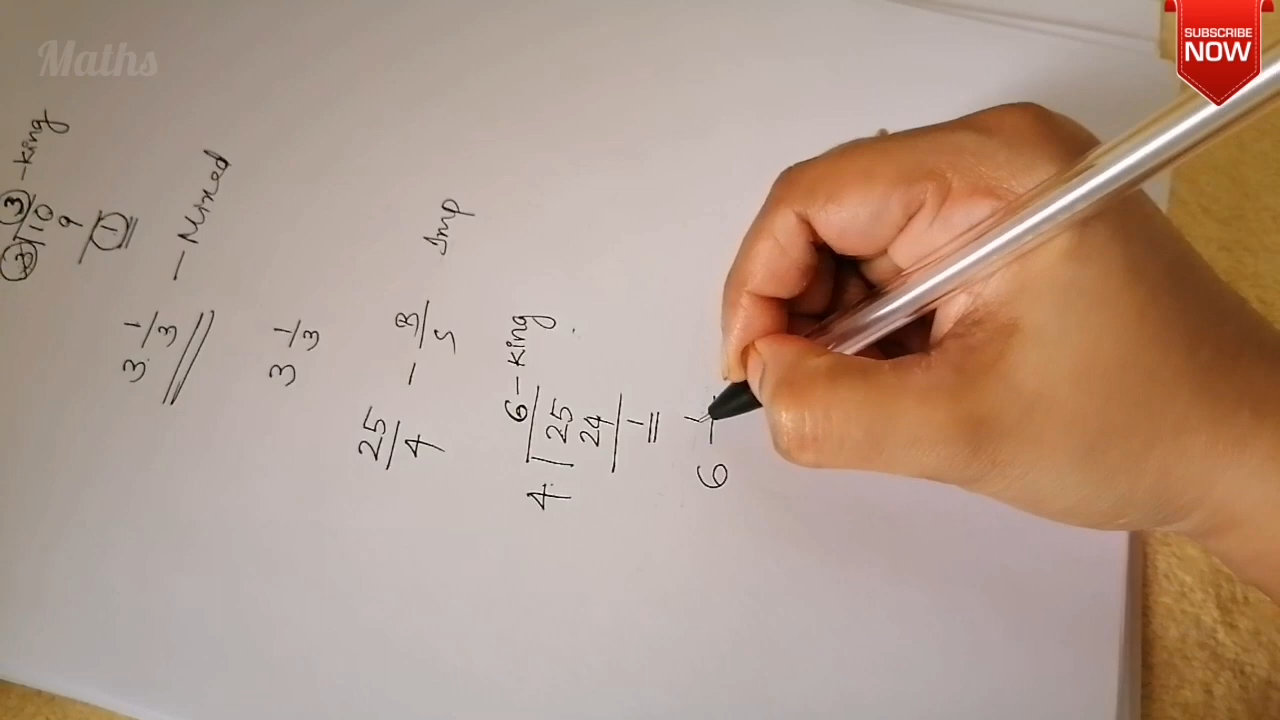 Maths
SUBSCRIBE
NOW
3 - king
3 10
9
1
3 1/3 - Mixed
3 1/3
25/4 - 8/5 Imp
6 - king
4 25
24
1
6 1